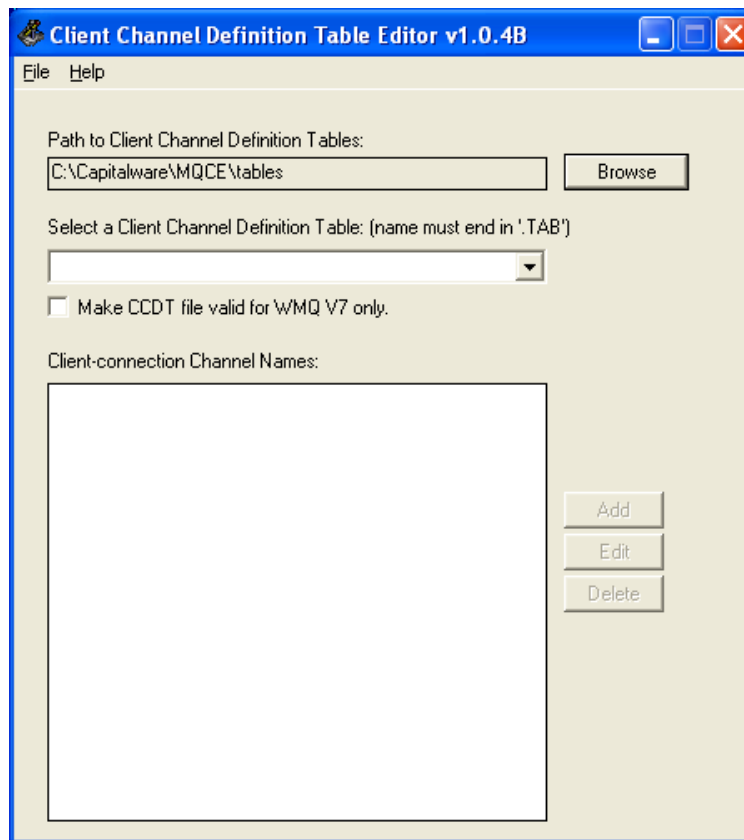 Client Channel Definition Table Editor v1.0.4B
File Help
Path to Client Channel Definition Tables:
C:\Capitalware\MQCE\tables
Browse
Select a Client Channel Definition Table: (name must end in '.TAB')
Make CCDT file valid for WMQ V7 only.
Client-connection Channel Names:
Add
Edit
Delete